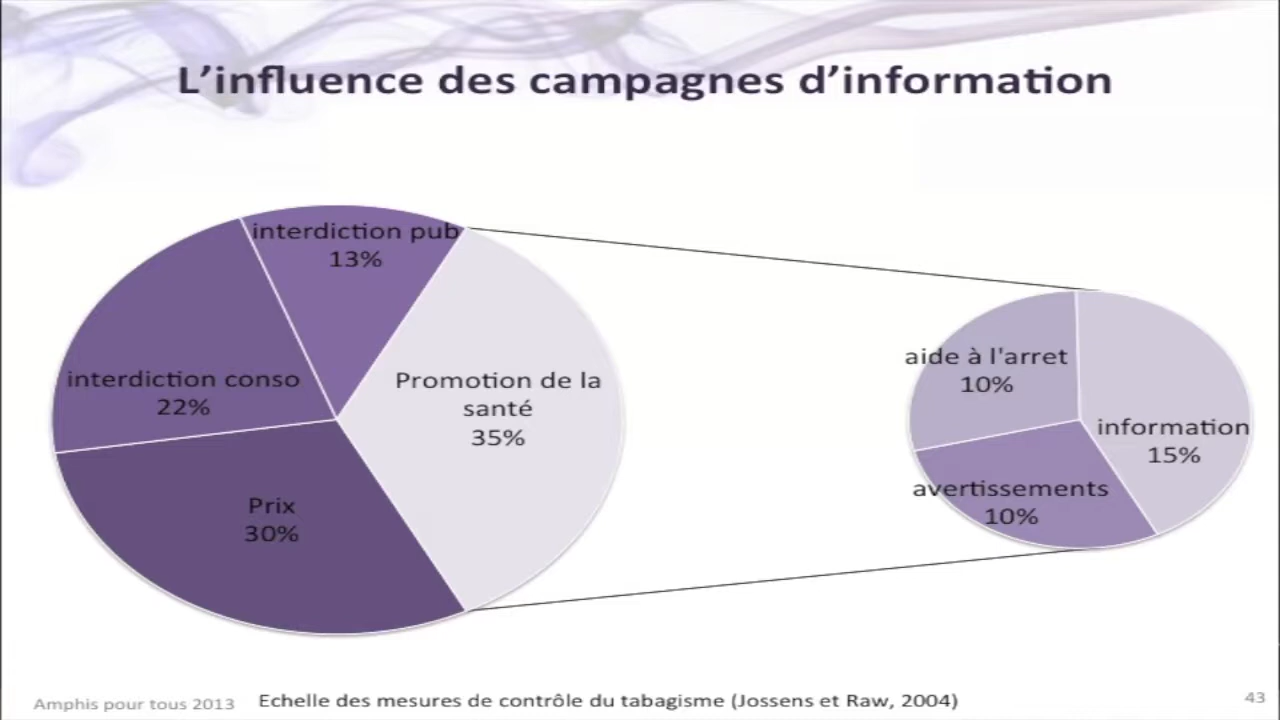 L’influence des campagnes d’information
interdiction pub
13%
interdiction conso
22%
Promotion de la
santé
35%
Prix
30%
aide à l'arret
10%
information
15%
avertissements
10%
Amphis pour tous 2013
Echelle des mesures de contrôle du tabagisme (Jossens et Raw, 2004)
43